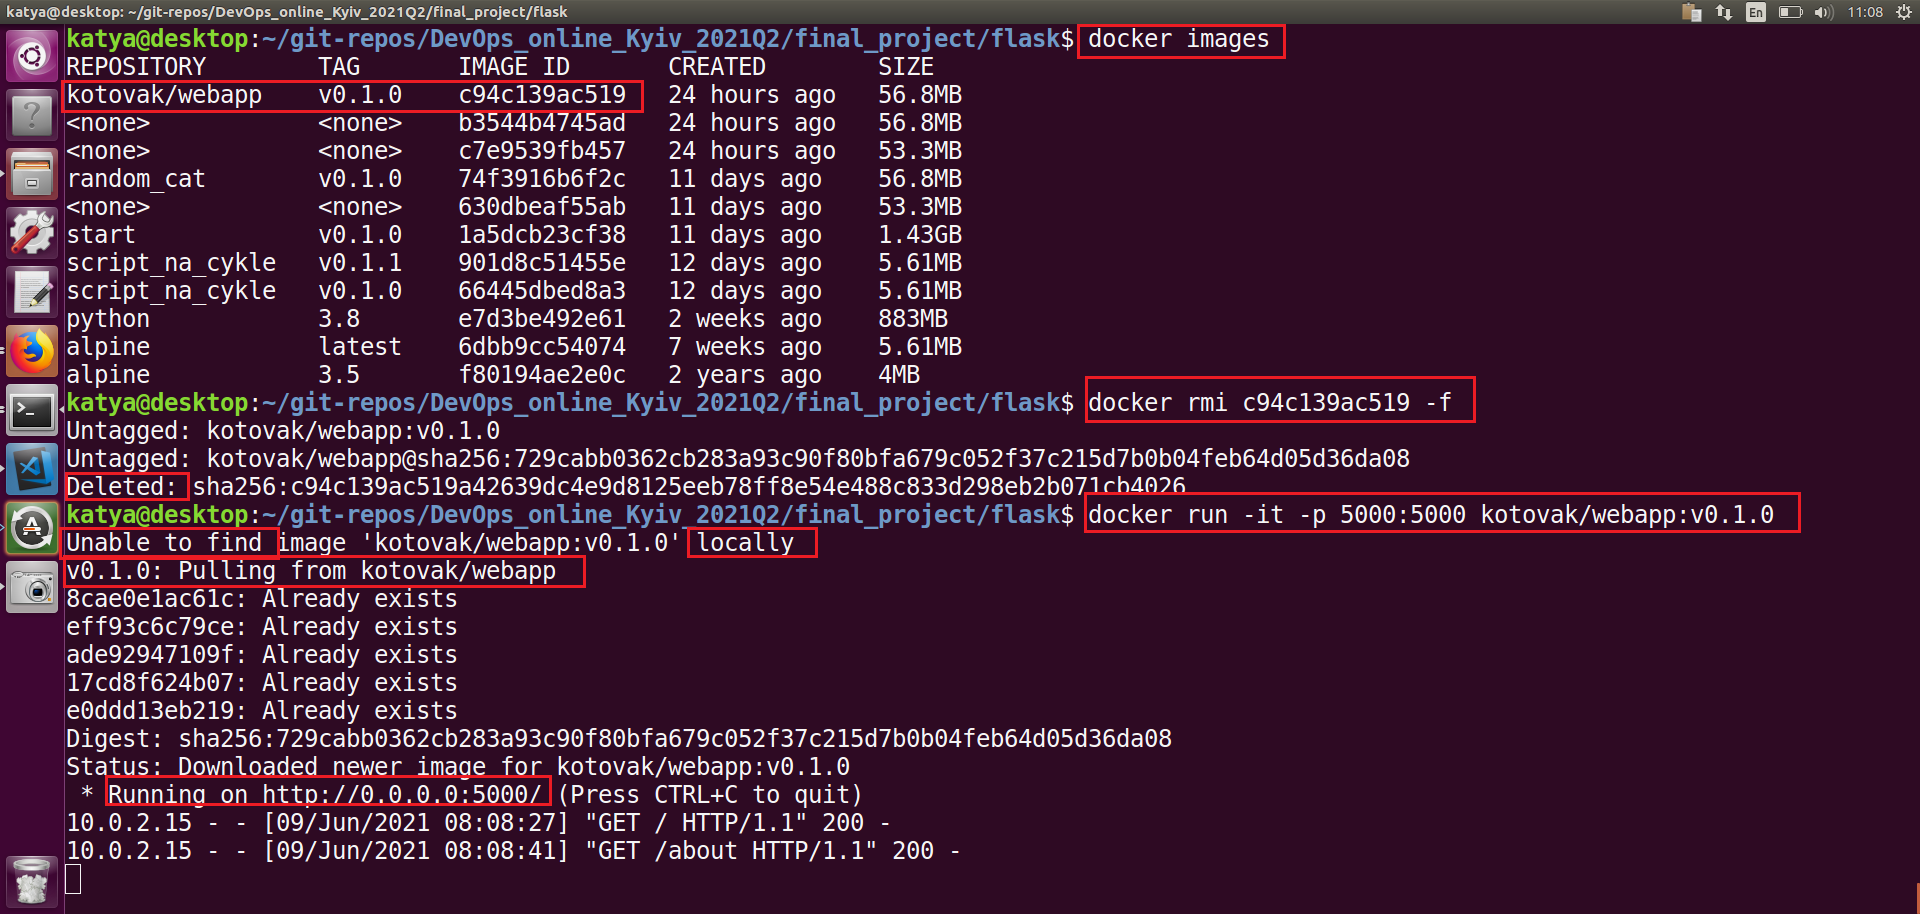 katya@desktop: ~/git-repos/DevOps_online_Kyiv_2021Q2/final_project/flask En 11:08
katya@desktop:~/git-repos/DevOps_online_Kyiv_2021Q2/final_project/flask$ docker images
REPOSITORY TAG IMAGE ID CREATED SIZE
kotovak/webapp v0.1.0 c94c139ac519 24 hours ago 56.8MB
<none> <none> b3544b4745ad 24 hours ago 56.8MB
<none> <none> c7e9539fb457 24 hours ago 53.3MB
random_cat v0.1.0 74f3916b6f2c 11 days ago 56.8MB
<none> <none> 630dbeaf55ab 11 days ago 53.3MB
start v0.1.0 1a5dcb23cf38 11 days ago 1.43GB
script_na_cykle v0.1.1 901d8c51455e 12 days ago 5.61MB
script_na_cykle v0.1.0 66445dbed8a3 12 days ago 5.61MB
python 3.8 e7d3be492e61 2 weeks ago 883MB
alpine latest 6dbb9cc54074 7 weeks ago 5.61MB
alpine 3.5 f80194ae2e0c 2 years ago 4MB
katya@desktop:~/git-repos/DevOps_online_Kyiv_2021Q2/final_project/flask$ docker rmi c94c139ac519 -f
Untagged: kotovak/webapp:v0.1.0
Untagged: kotovak/webapp@sha256:729cabb0362cb283a93c90f80bfa679c052f37c215d7b0b04feb64d05d36da08
Deleted: sha256:c94c139ac519a42639dc4e9d8125eeb78ff8e54e488c833d298eb2b071cb4026
katya@desktop:~/git-repos/DevOps_online_Kyiv_2021Q2/final_project/flask$ docker run -it -p 5000:5000 kotovak/webapp:v0.1.0
Unable to find image 'kotovak/webapp:v0.1.0' locally
v0.1.0: Pulling from kotovak/webapp
8cae0e1ac61c: Already exists
eff93c6c79ce: Already exists
ade92947109f: Already exists
17cd8f624b07: Already exists
e0ddd13eb219: Already exists
Digest: sha256:729cabb0362cb283a93c90f80bfa679c052f37c215d7b0b04feb64d05d36da08
Status: Downloaded newer image for kotovak/webapp:v0.1.0
 * Running on http://0.0.0.0:5000/ (Press CTRL+C to quit)
10.0.2.15 - - [09/Jun/2021 08:08:27] "GET / HTTP/1.1" 200 -
10.0.2.15 - - [09/Jun/2021 08:08:41] "GET /about HTTP/1.1" 200 -